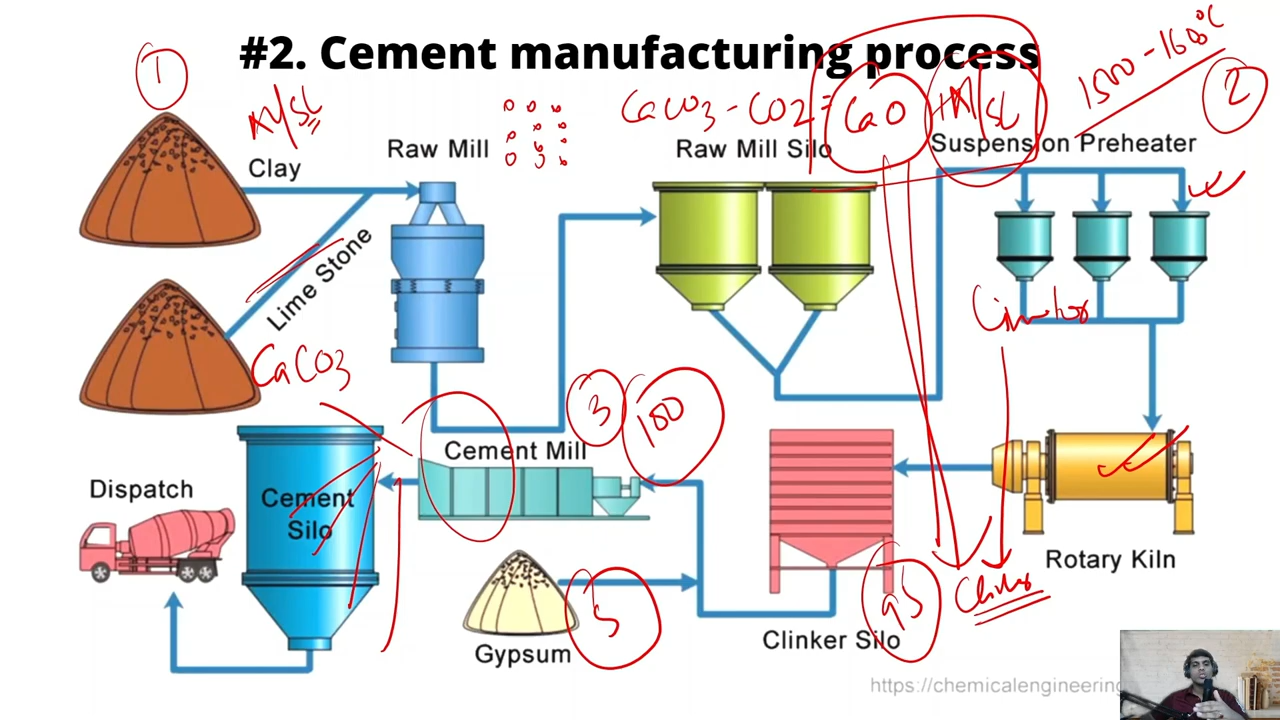 #2. Cement manufacturing process
1
Al/Si
Clay
Raw Mill
CaCO3 - CO2 = CaO
+Al/Si
1500-1600°C
2
Raw Mill Silo
Suspension Preheater
Lime Stone
CaCO3
3
100
Cement Mill
Cement
Silo
Dispatch
Rotary Kiln
Clinker
95
Clinker Silo
5
Gypsum
https://chemicalengineering